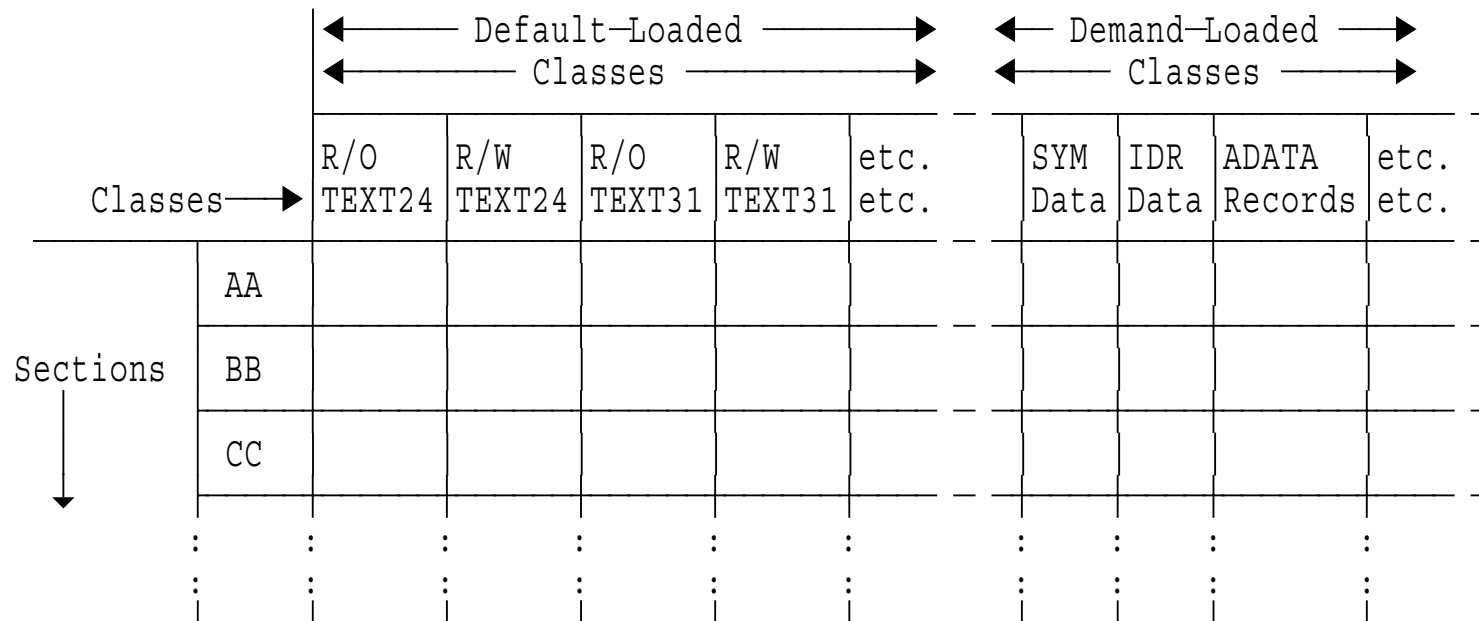 Default—Loaded Demand—Loaded
Classes Classes
R/O R/W R/O R/W etc. SYM IDR ADATA etc.
Classes TEXT24 TEXT24 TEXT31 TEXT31 etc. Data Data Records etc.
AA
Sections BB
CC
: : : : : : : : : :
: : : : : : : : : :